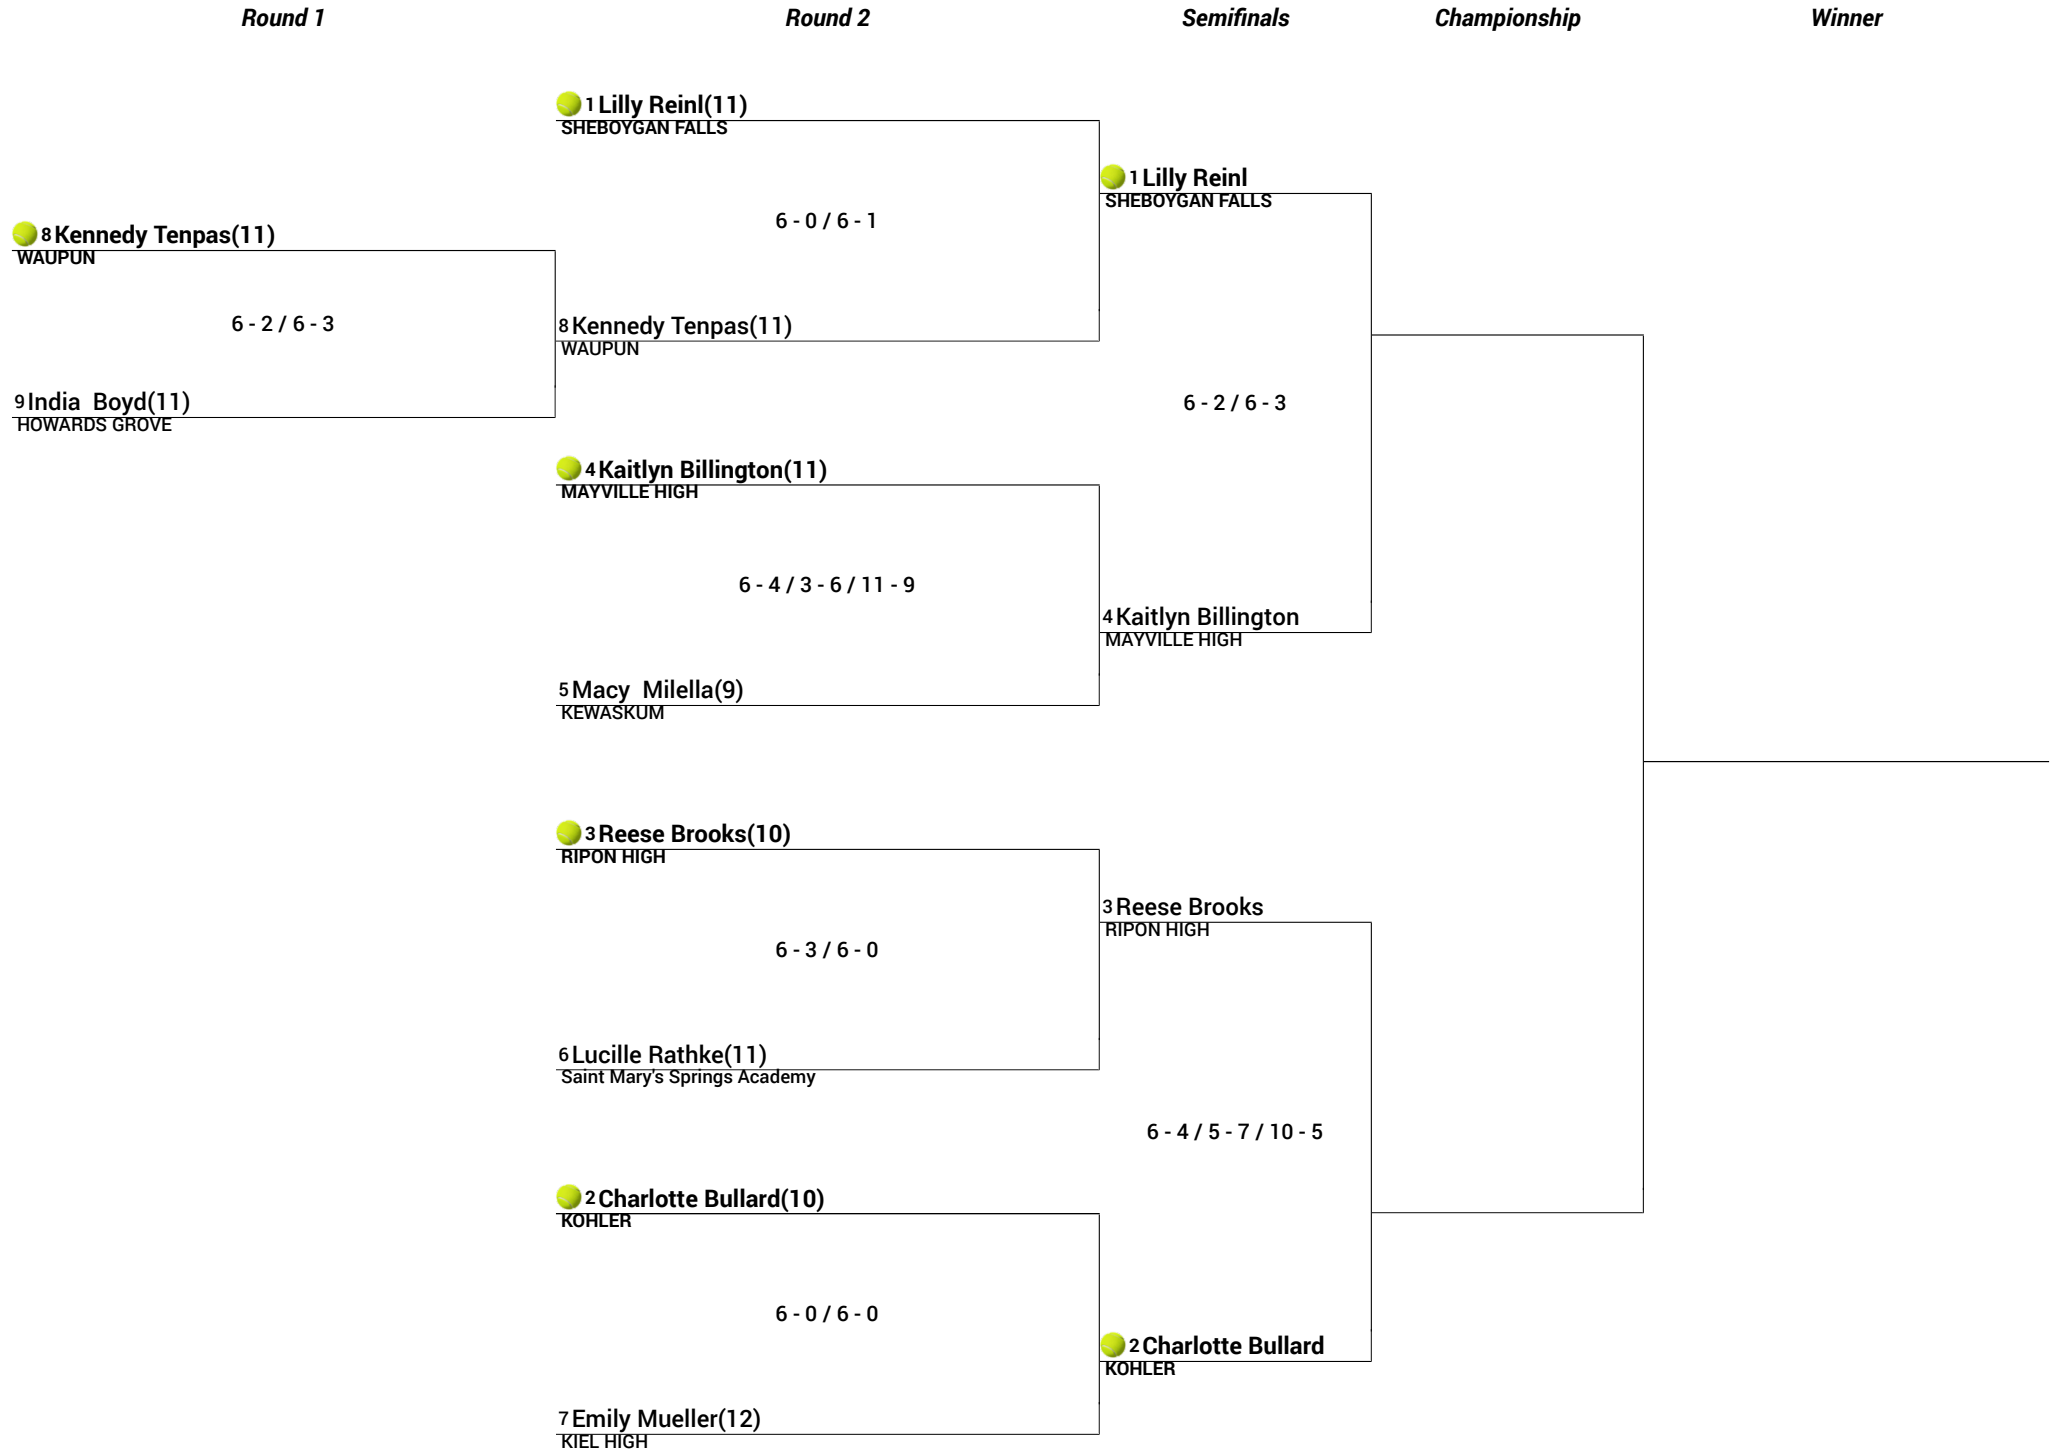 Round 1 Round 2 Semifinals Championship Winner
1 Lilly Reinl(11)
SHEBOYGAN FALLS
1 Lilly Reinl
SHEBOYGAN FALLS
6 - 0 / 6 - 1
8 Kennedy Tenpas(11)
WAUPUN
6 - 2 / 6 - 3
8 Kennedy Tenpas(11)
WAUPUN
9 India Boyd(11)
HOWARDS GROVE
6 - 2 / 6 - 3
4 Kaitlyn Billington(11)
MAYVILLE HIGH
6 - 4 / 3 - 6 / 11 - 9
4 Kaitlyn Billington
MAYVILLE HIGH
5 Macy Milella(9)
KEWASKUM
3 Reese Brooks(10)
RIPON HIGH
3 Reese Brooks
RIPON HIGH
6 - 3 / 6 - 0
6 Lucille Rathke(11)
Saint Mary's Springs Academy
6 - 4 / 5 - 7 / 10 - 5
2 Charlotte Bullard(10)
KOHLER
6 - 0 / 6 - 0
2 Charlotte Bullard
KOHLER
7 Emily Mueller(12)
KIEL HIGH